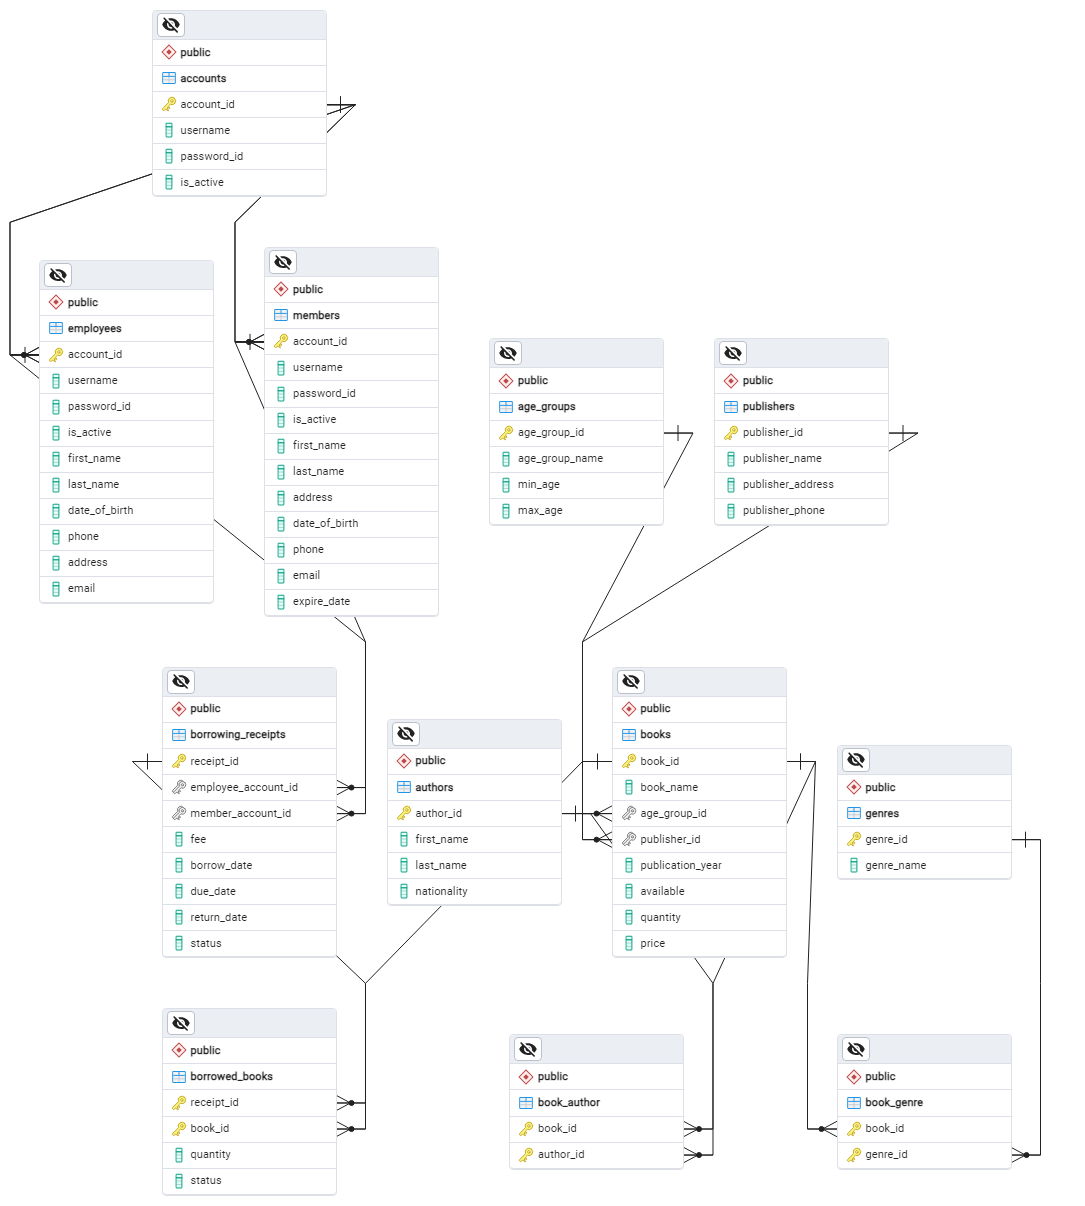 public
accounts
account_id
username
password_id
is_active
public
employees
account_id
username
password_id
is_active
first_name
last_name
date_of_birth
phone
address
email
public
members
account_id
username
password_id
is_active
first_name
last_name
address
date_of_birth
phone
email
expire_date
public
age_groups
age_group_id
age_group_name
min_age
max_age
public
publishers
publisher_id
publisher_name
publisher_address
publisher_phone
public
borrowing_receipts
receipt_id
employee_account_id
member_account_id
fee
borrow_date
due_date
return_date
status
public
authors
author_id
first_name
last_name
nationality
public
books
book_id
book_name
age_group_id
publisher_id
publication_year
available
quantity
price
public
genres
genre_id
genre_name
public
borrowed_books
receipt_id
book_id
quantity
status
public
book_author
book_id
author_id
public
book_genre
book_id
genre_id